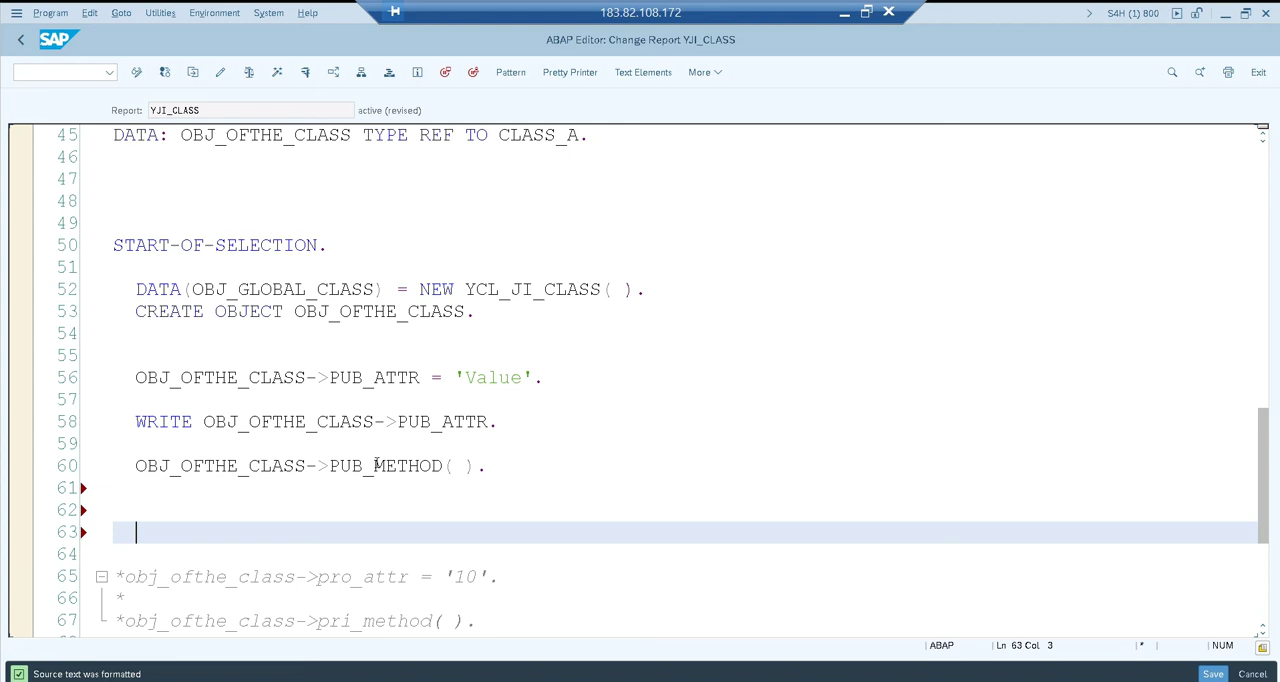 Program Edit Goto Utilities Environment System Help 183.82.108.172 S4H (1) 800
SAP ABAP Editor: Change Report YJI_CLASS
Pattern Pretty Printer Text Elements More Exit
Report: YJI_CLASS active (revised)
45 DATA: OBJ_OFTHE_CLASS TYPE REF TO CLASS_A.
46
47
48
49
50 START-OF-SELECTION.
51
52 DATA(OBJ_GLOBAL_CLASS) = NEW YCL_JI_CLASS( ).
53 CREATE OBJECT OBJ_OFTHE_CLASS.
54
55
56 OBJ_OFTHE_CLASS->PUB_ATTR = 'Value'.
57
58 WRITE OBJ_OFTHE_CLASS->PUB_ATTR.
59
60 OBJ_OFTHE_CLASS->PUB_METHOD( ).
61
62
63
64
65 *obj_ofthe_class->pro_attr = '10'.
66 *
67 *obj_ofthe_class->pri_method( ).
ABAP Ln 63 Col 3 * NUM
Source text was formatted Save Cancel